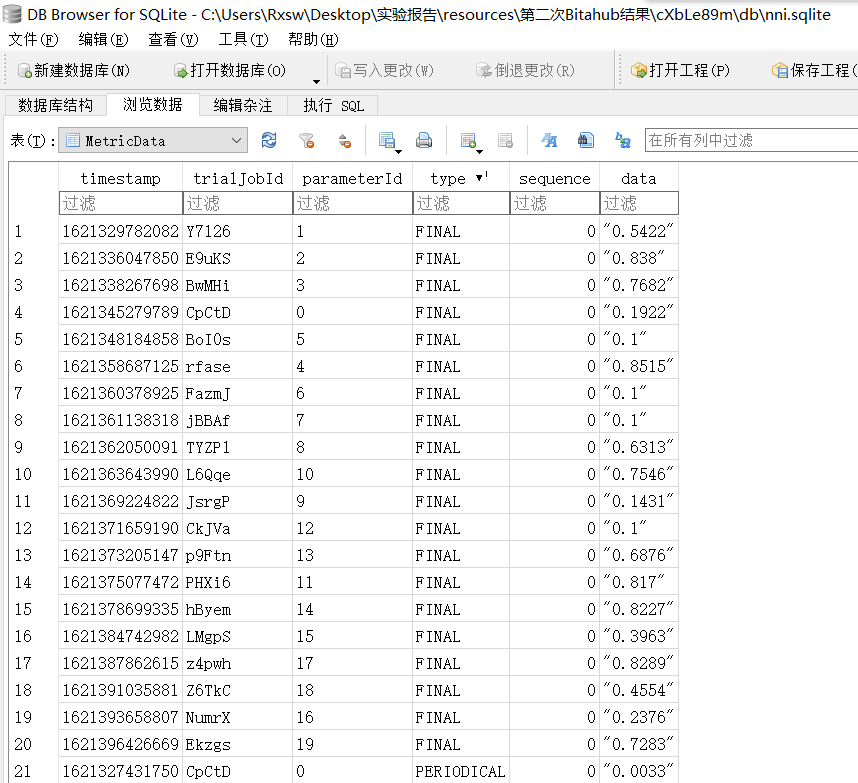 DB Browser for SQLite - C:\Users\Rxsw\Desktop\实验报告\resources\第二次Bitahub结果\cXbLe89m\db\nni.sqlite
文件(F) 编辑(E) 查看(V) 工具(T) 帮助(H)
新建数据库(N) 打开数据库(O) 写入更改(W) 倒退更改(R) 打开工程(P) 保存工程(
数据库结构 浏览数据 编辑杂注 执行 SQL
表(T): MetricData 在所有列中过滤
timestamp trialJobId parameterId type sequence data
过滤 过滤 过滤 过滤 过滤 过滤
1 1621329782082 Y7126 1 FINAL 0 "0.5422"
2 1621336047850 E9uKS 2 FINAL 0 "0.838"
3 1621338267698 BwMHi 3 FINAL 0 "0.7682"
4 1621345279789 CpCtD 0 FINAL 0 "0.1922"
5 1621348184858 BoI0s 5 FINAL 0 "0.1"
6 1621358687125 rfase 4 FINAL 0 "0.8515"
7 1621360378925 FazmJ 6 FINAL 0 "0.1"
8 1621361138318 jBBAf 7 FINAL 0 "0.1"
9 1621362050091 TYZP1 8 FINAL 0 "0.6313"
10 1621363643990 L6Qqe 10 FINAL 0 "0.7546"
11 1621369224822 JsrgP 9 FINAL 0 "0.1431"
12 1621371659190 CkJVa 12 FINAL 0 "0.1"
13 1621373205147 p9Ftn 13 FINAL 0 "0.6876"
14 1621375077472 PHXi6 11 FINAL 0 "0.817"
15 1621378699335 hByem 14 FINAL 0 "0.8227"
16 1621384742982 LMgpS 15 FINAL 0 "0.3963"
17 1621387862615 z4pwh 17 FINAL 0 "0.8289"
18 1621391035881 Z6TkC 18 FINAL 0 "0.4554"
19 1621393658807 NumrX 16 FINAL 0 "0.2376"
20 1621396426669 Ekzgs 19 FINAL 0 "0.7283"
21 1621327431750 CpCtD 0 PERIODICAL 0 "0.0033"